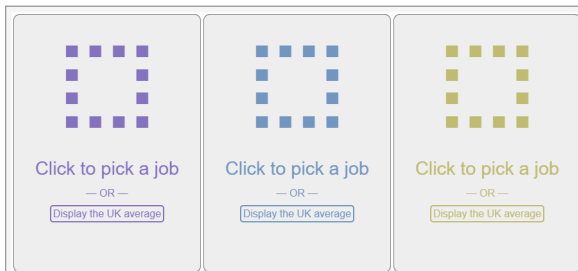 Click to pick a job
— OR —
Display the UK average
Click to pick a job
— OR —
Display the UK average
Click to pick a job
— OR —
Display the UK average